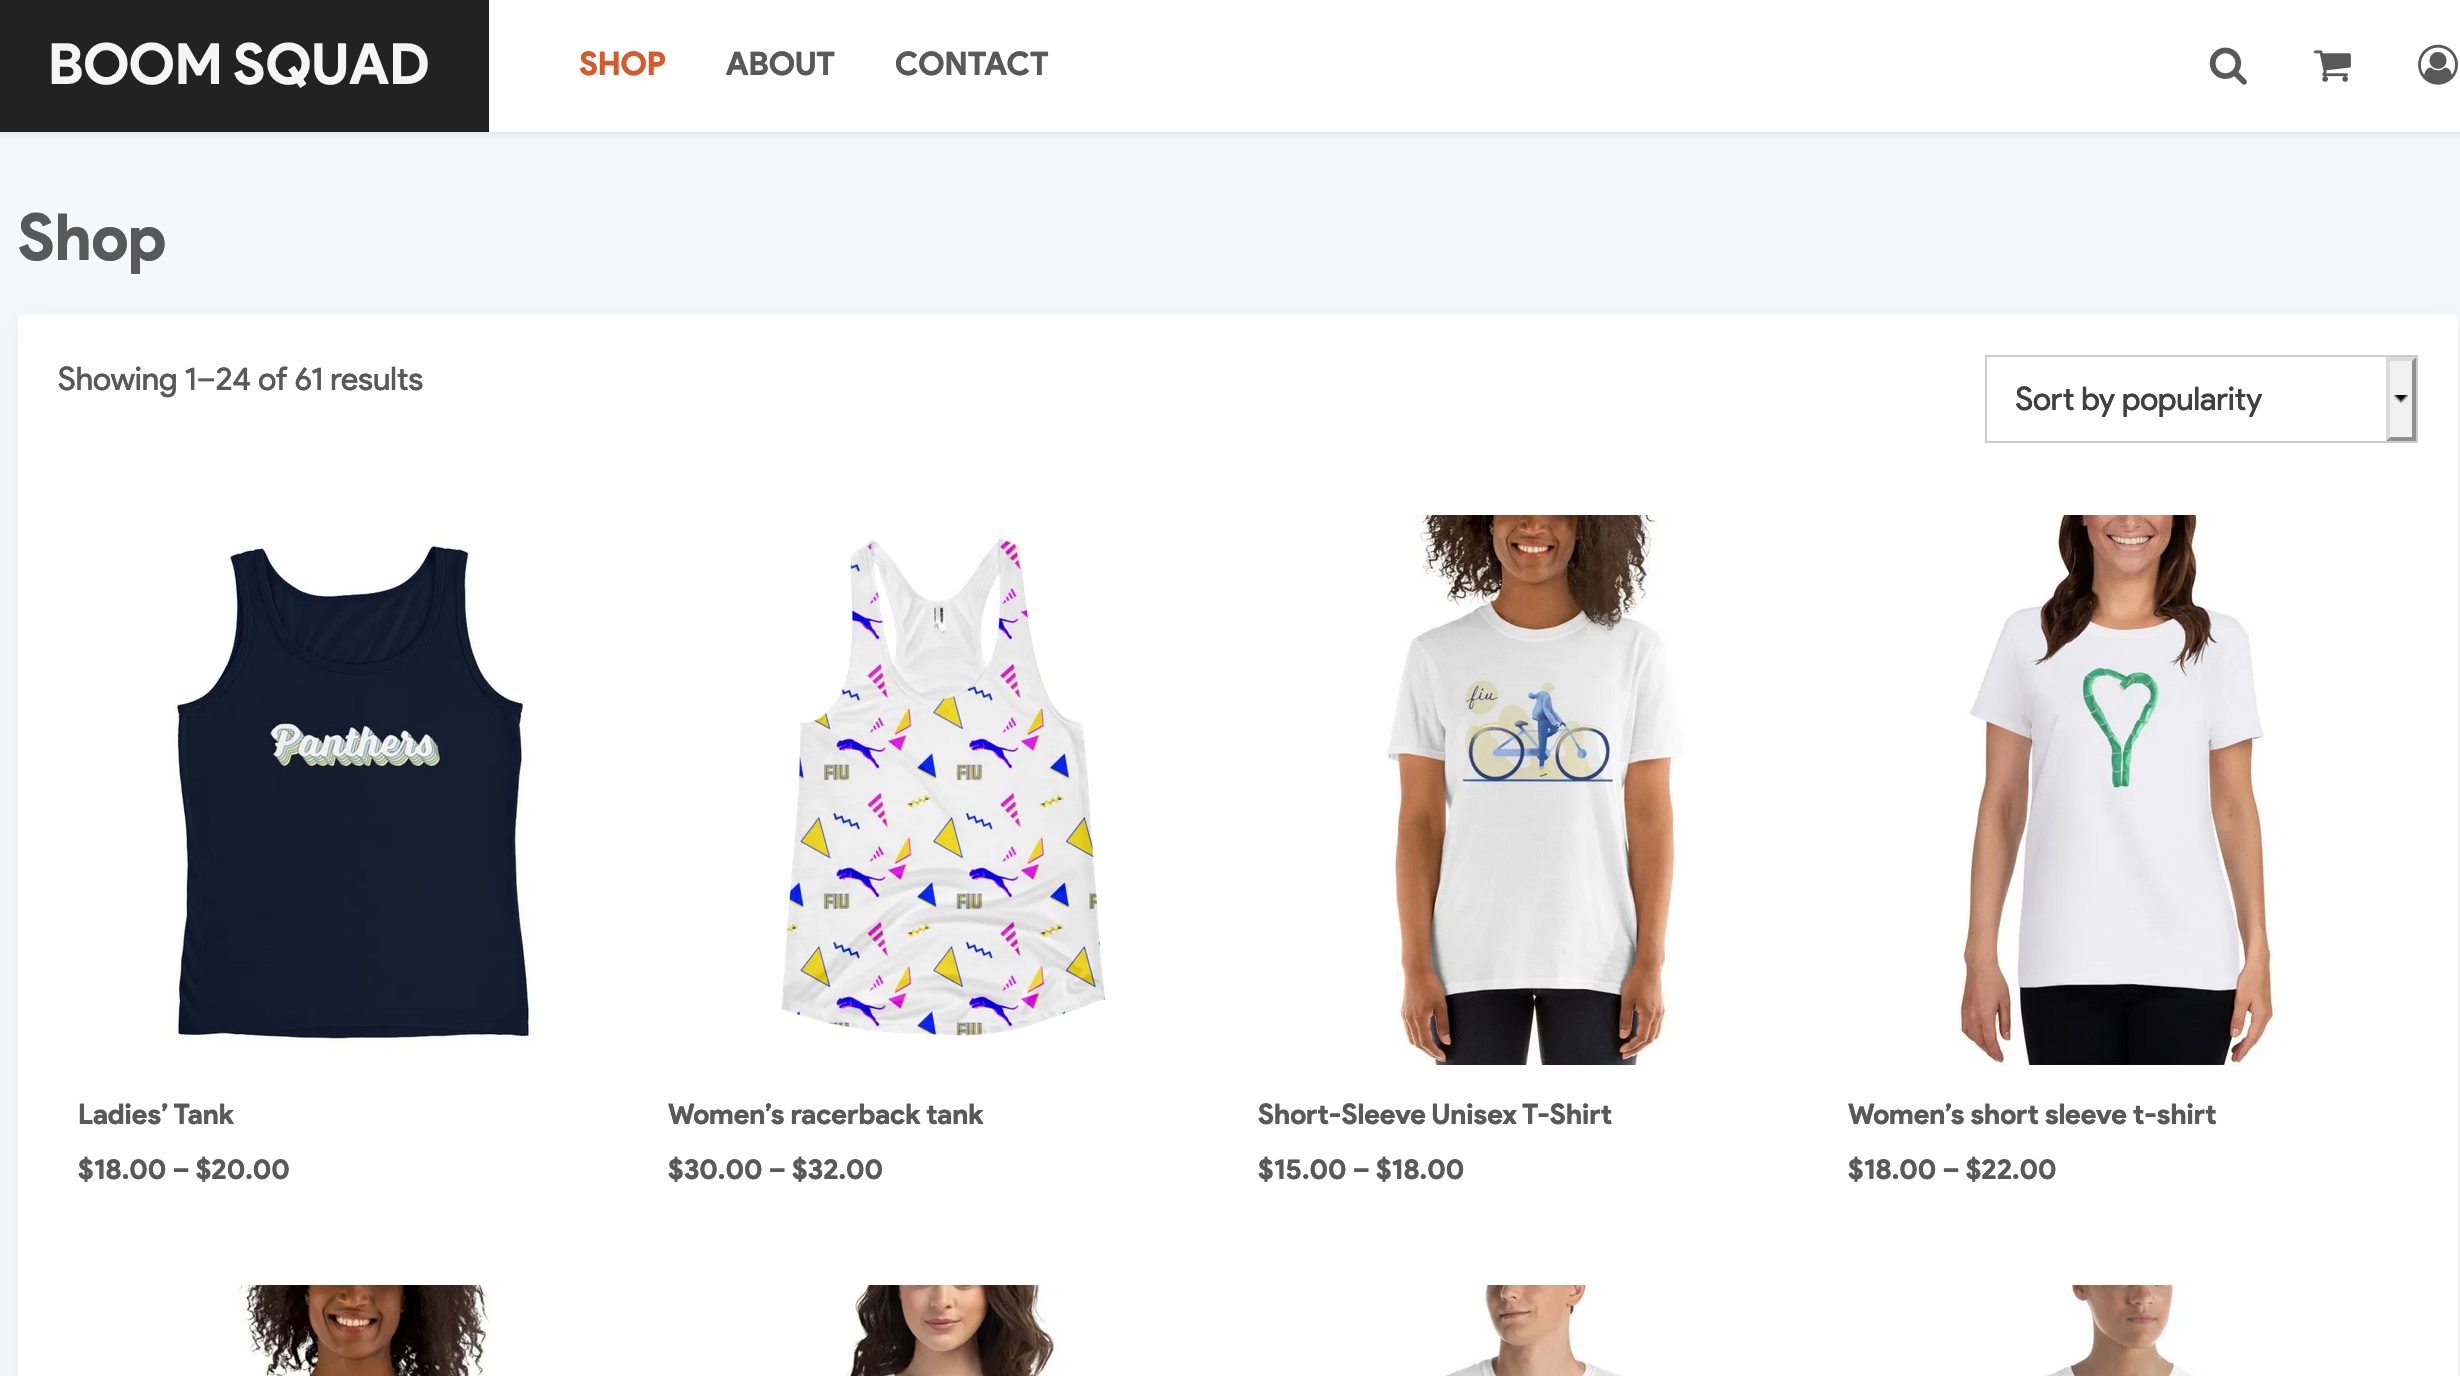 BOOM SQUAD
SHOP ABOUT CONTACT
Shop
Showing 1–24 of 61 results
Sort by popularity
Panthers
FIU FIU
FIU FIU F
FIU
fiu
Ladies’ Tank
$18.00 – $20.00
Women’s racerback tank
$30.00 – $32.00
Short-Sleeve Unisex T-Shirt
$15.00 – $18.00
Women’s short sleeve t-shirt
$18.00 – $22.00